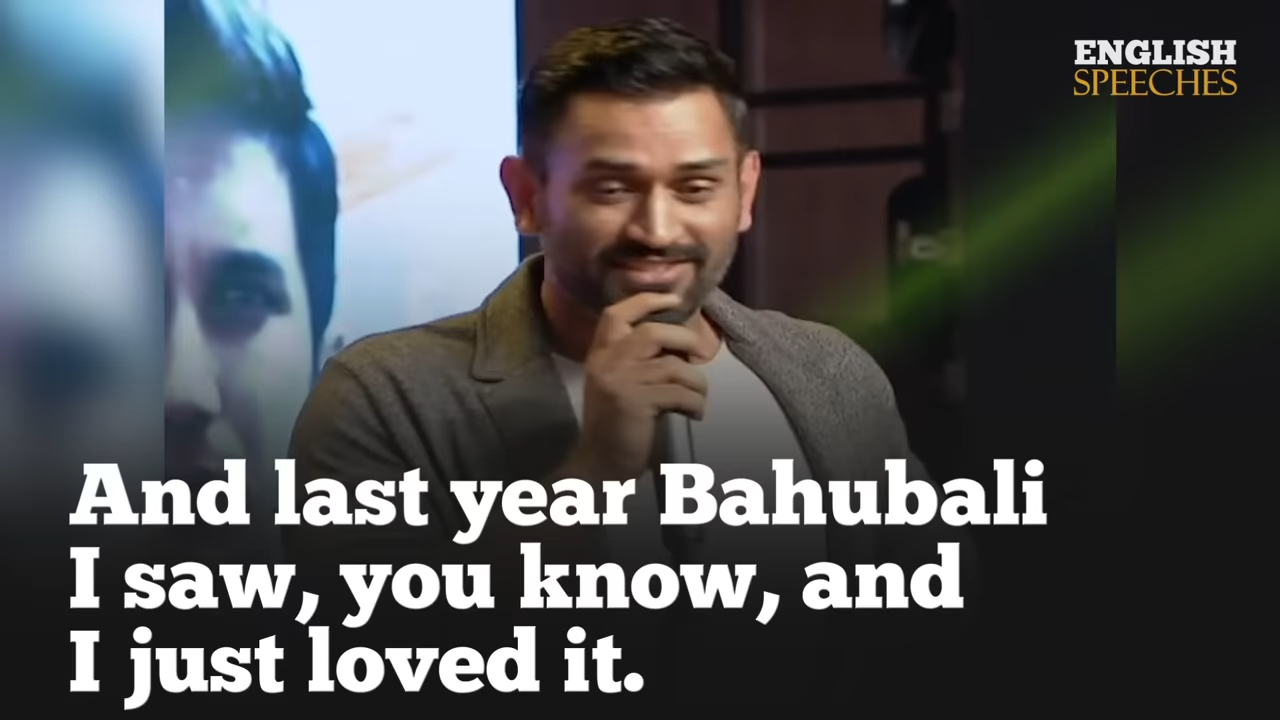 ENGLISH
SPEECHES
And last year Bahubali
I saw, you know, and
I just loved it.